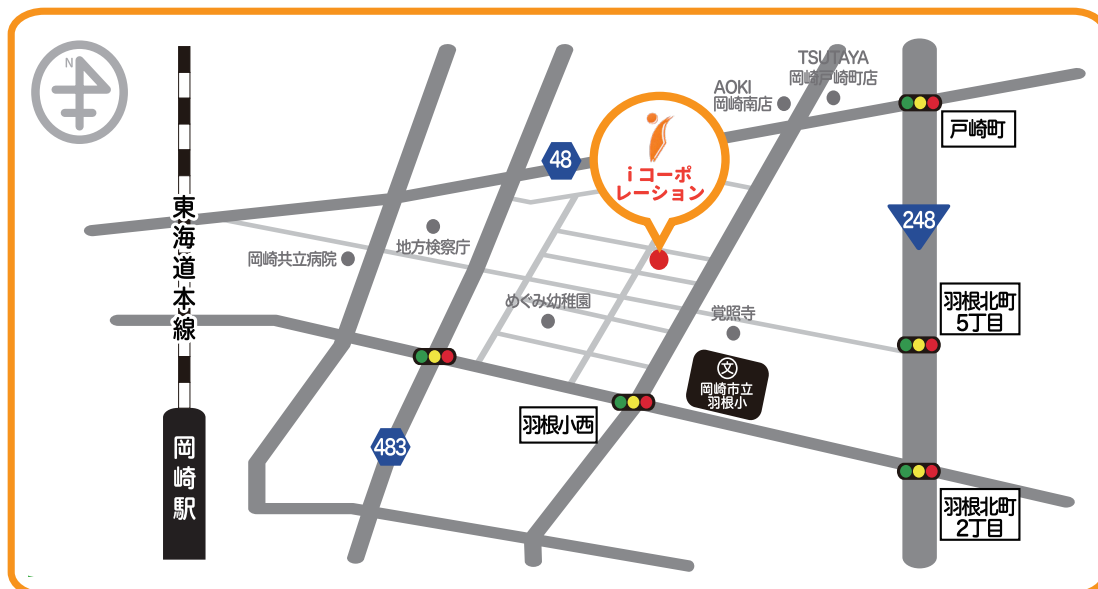 N
TSUTAYA
岡崎戸崎町店
AOKI
岡崎南店
戸崎町
48
i コーポ
レーション
東海道本線
248
地方検察庁
岡崎共立病院
めぐみ幼稚園
覚照寺
羽根北町
5丁目
文
岡崎市立
羽根小
羽根小西
483
岡崎駅
羽根北町
2丁目